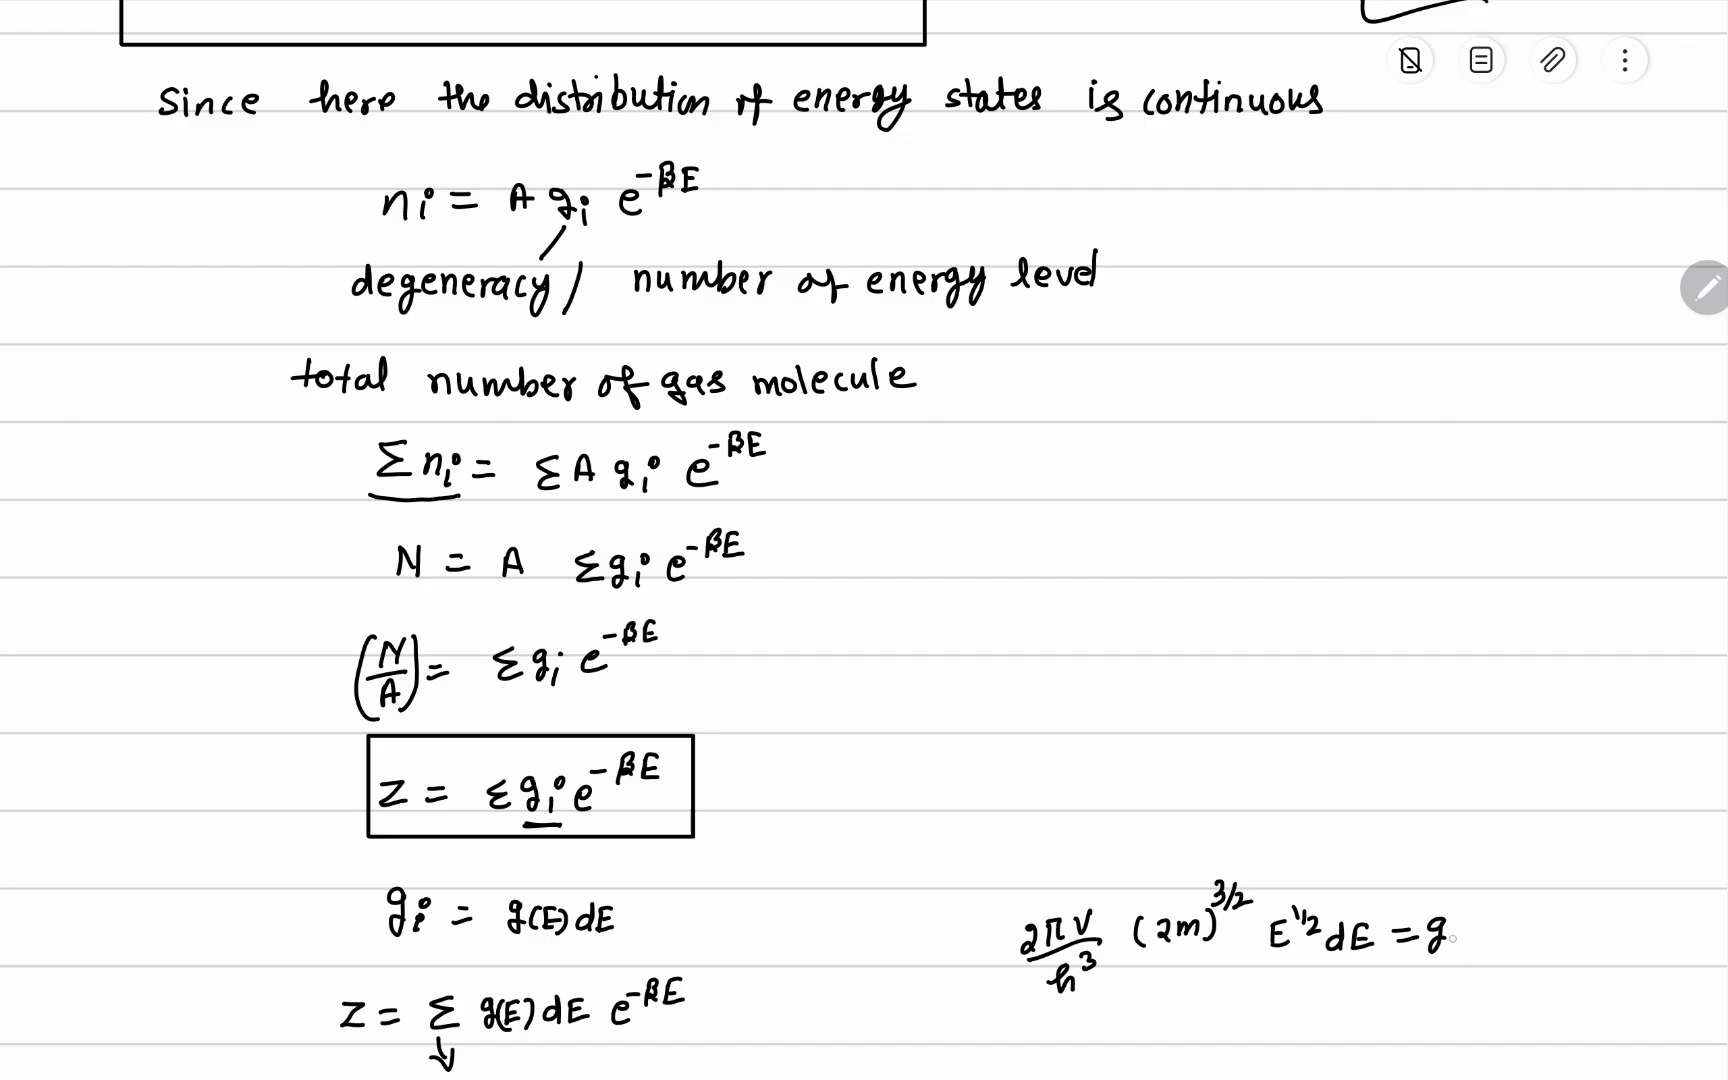 Since here the distribution of energy states is continuous
ni = A gi e^-βE
degeneracy / number of energy level
total number of gas molecule
Σ ni = Σ A gi e^-βE
N = A Σ gi e^-βE
(N/A) = Σ gi e^-βE
Z = Σ gi e^-βE
gi = g(E) dE
2πV/h^3 (2m)^3/2 E^1/2 dE = g
Z = Σ g(E) dE e^-βE